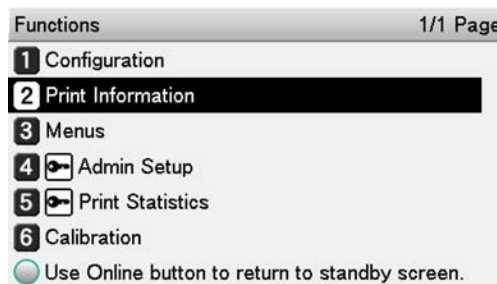 Functions 1/1 Page
1 Configuration
2 Print Information
3 Menus
4 Admin Setup
5 Print Statistics
6 Calibration
Use Online button to return to standby screen.